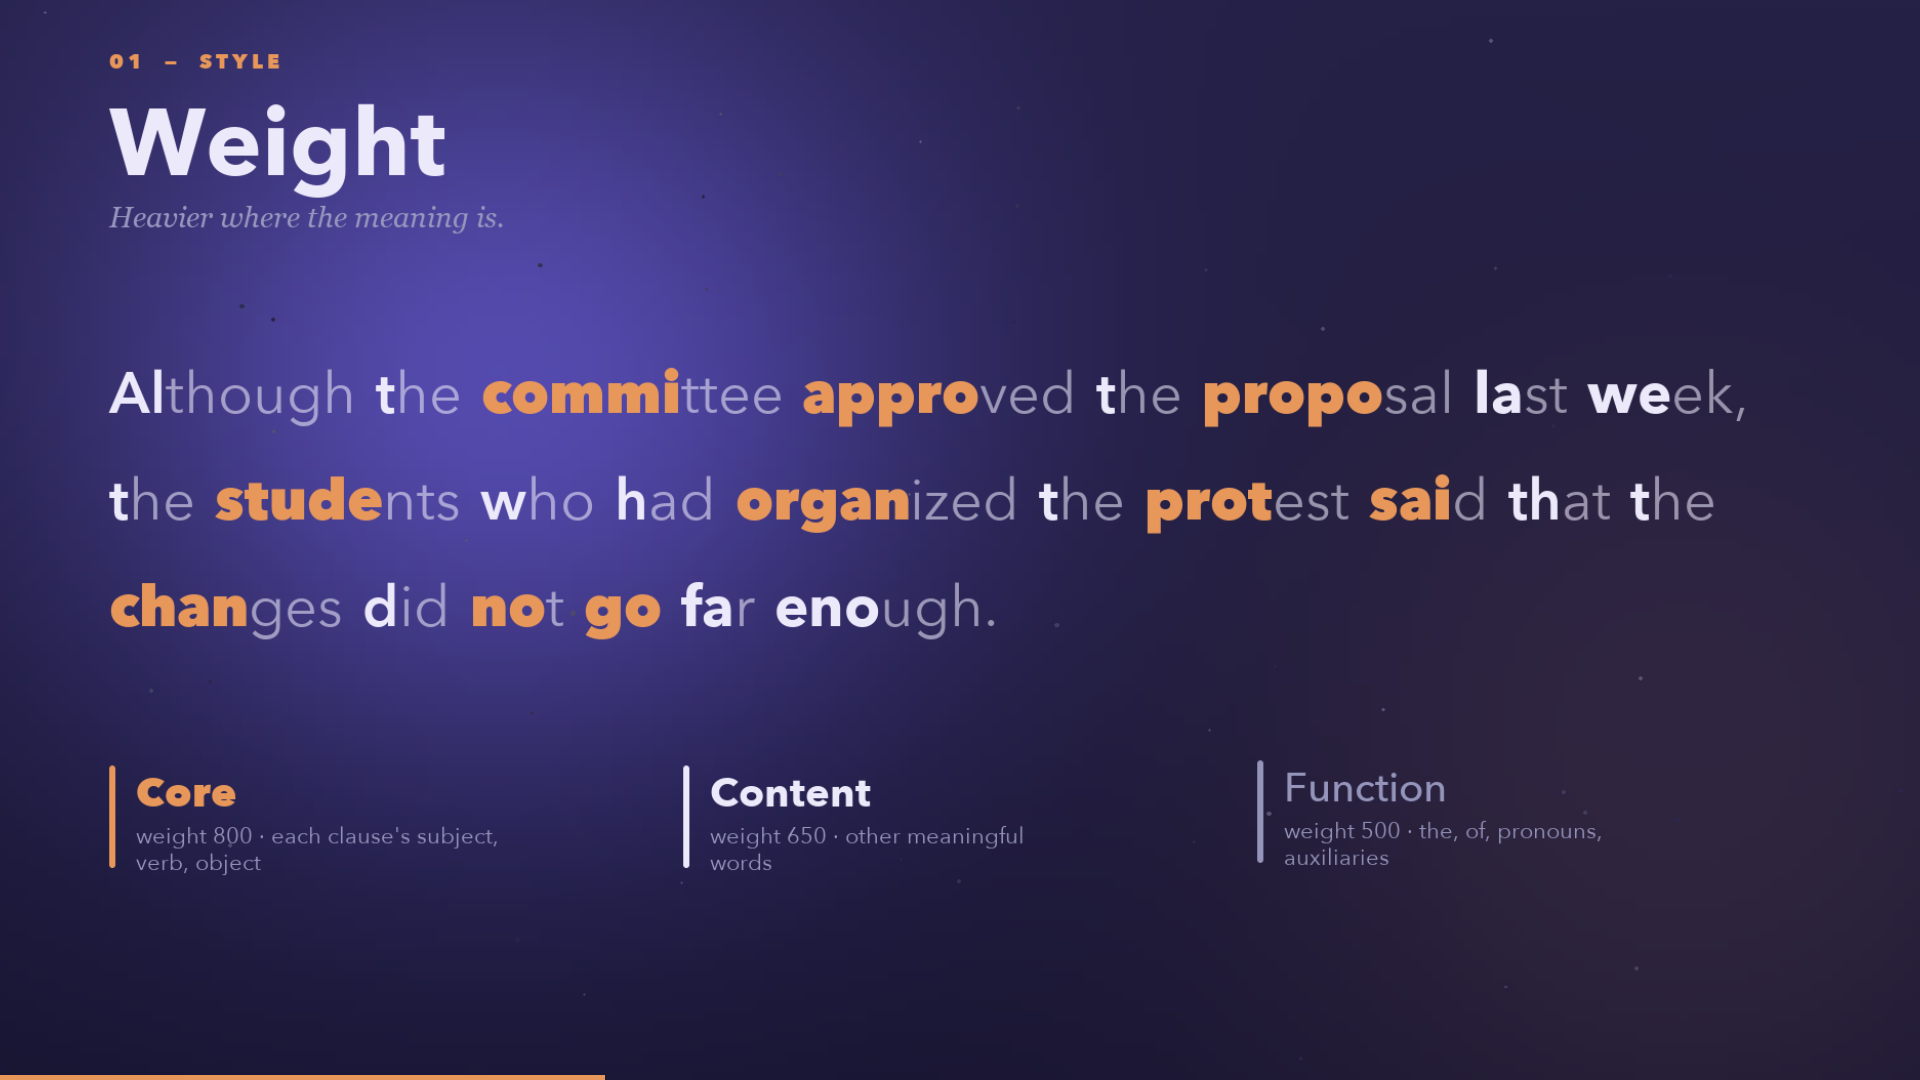 01 — STYLE
Weight
Heavier where the meaning is.
Although the committee approved the proposal last week,
the students who had organized the protest said that the
changes did not go far enough.
Core
weight 800 · each clause's subject,
verb, object
Content
weight 650 · other meaningful
words
Function
weight 500 · the, of, pronouns,
auxiliaries